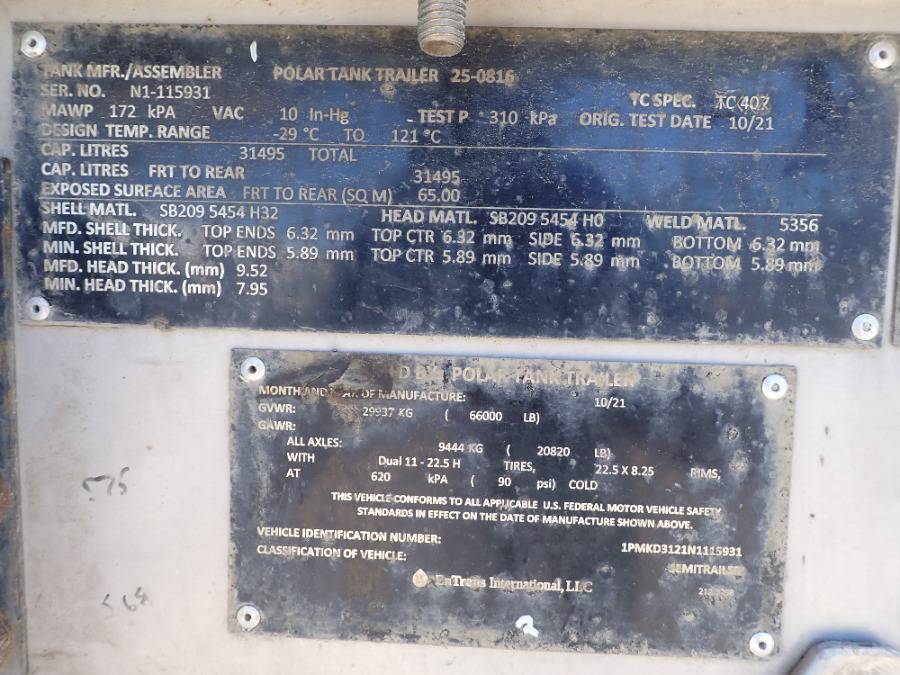 TANK MFR./ASSEMBLER POLAR TANK TRAILER 25-0816
SER. NO. N1-115931 TC SPEC. TC 407
MAWP 172 kPa VAC 10 In-Hg TEST P 310 kPa ORIG. TEST DATE 10/21
DESIGN TEMP. RANGE -29 °C TO 121 °C
CAP. LITRES 31495 TOTAL
CAP. LITRES FRT TO REAR 31495
EXPOSED SURFACE AREA FRT TO REAR (SQ M) 65.00
SHELL MATL. SB209 5454 H32 HEAD MATL. SB209 5454 H0 WELD MATL. 5356
MFD. SHELL THICK. TOP ENDS 6.32 mm TOP CTR 6.32 mm SIDE 6.32 mm BOTTOM 6.32 mm
MIN. SHELL THICK. TOP ENDS 5.89 mm TOP CTR 5.89 mm SIDE 5.89 mm BOTTOM 5.89 mm
MFD. HEAD THICK. (mm) 9.52
MIN. HEAD THICK. (mm) 7.95
POLAR TANK TRAILER
MONTH AND YEAR OF MANUFACTURE: 10/21
GVWR: 29937 KG ( 66000 LB)
GAWR:
ALL AXLES: 9444 KG ( 20820 LB)
WITH Dual 11 - 22.5 H TIRES, 22.5 X 8.25 RIMS,
AT 620 kPa ( 90 psi) COLD
THIS VEHICLE CONFORMS TO ALL APPLICABLE U.S. FEDERAL MOTOR VEHICLE SAFETY
STANDARDS IN EFFECT ON THE DATE OF MANUFACTURE SHOWN ABOVE.
VEHICLE IDENTIFICATION NUMBER: 1PMKD3121N1115931
CLASSIFICATION OF VEHICLE: SEMITRAILER
EnTrans International, LLC